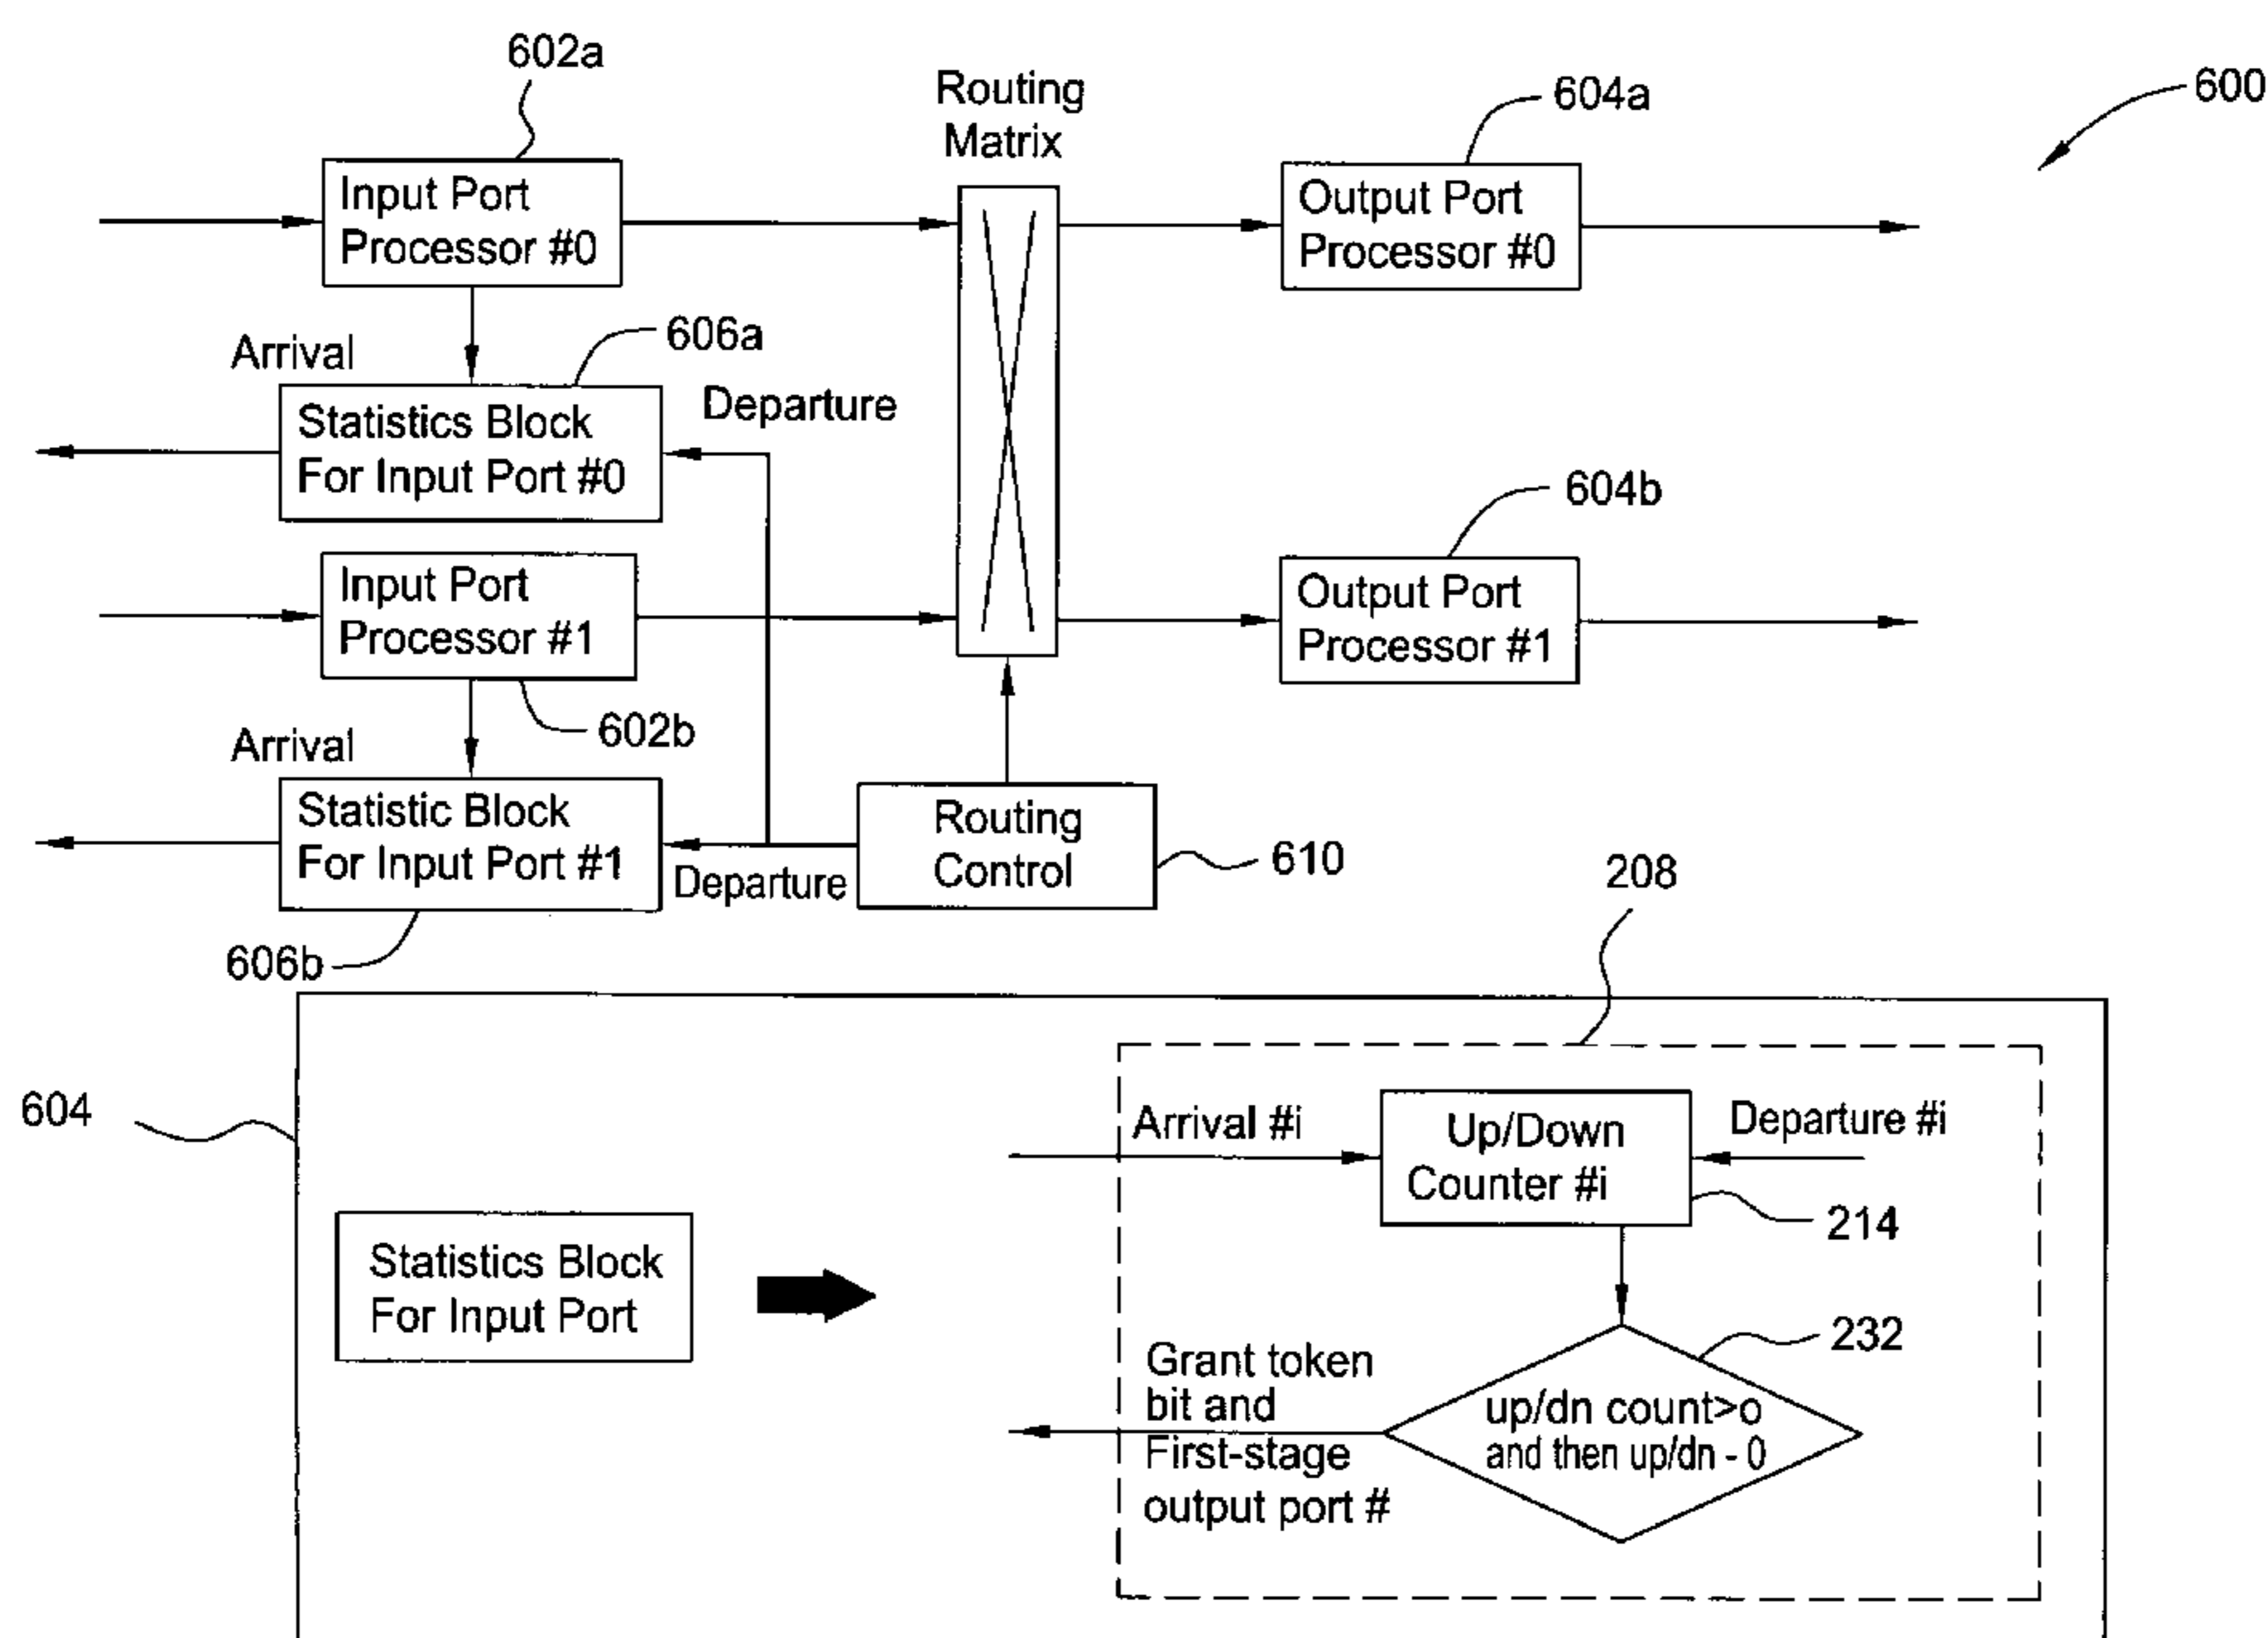 602a
Routing
Matrix
604a
600
Input Port
Processor #0
Output Port
Processor #0
Arrival
606a
Departure
Statistics Block
For Input Port #0
604b
Input Port
Processor #1
Output Port
Processor #1
602b
Arrival
Statistic Block
For Input Port #1
Departure
Routing
Control
610
208
606b
604
Arrival #i
Up/Down
Counter #i
Departure #i
214
Statistics Block
For Input Port
232
Grant token
bit and
First-stage
output port #
up/dn count>o
and then up/dn - 0